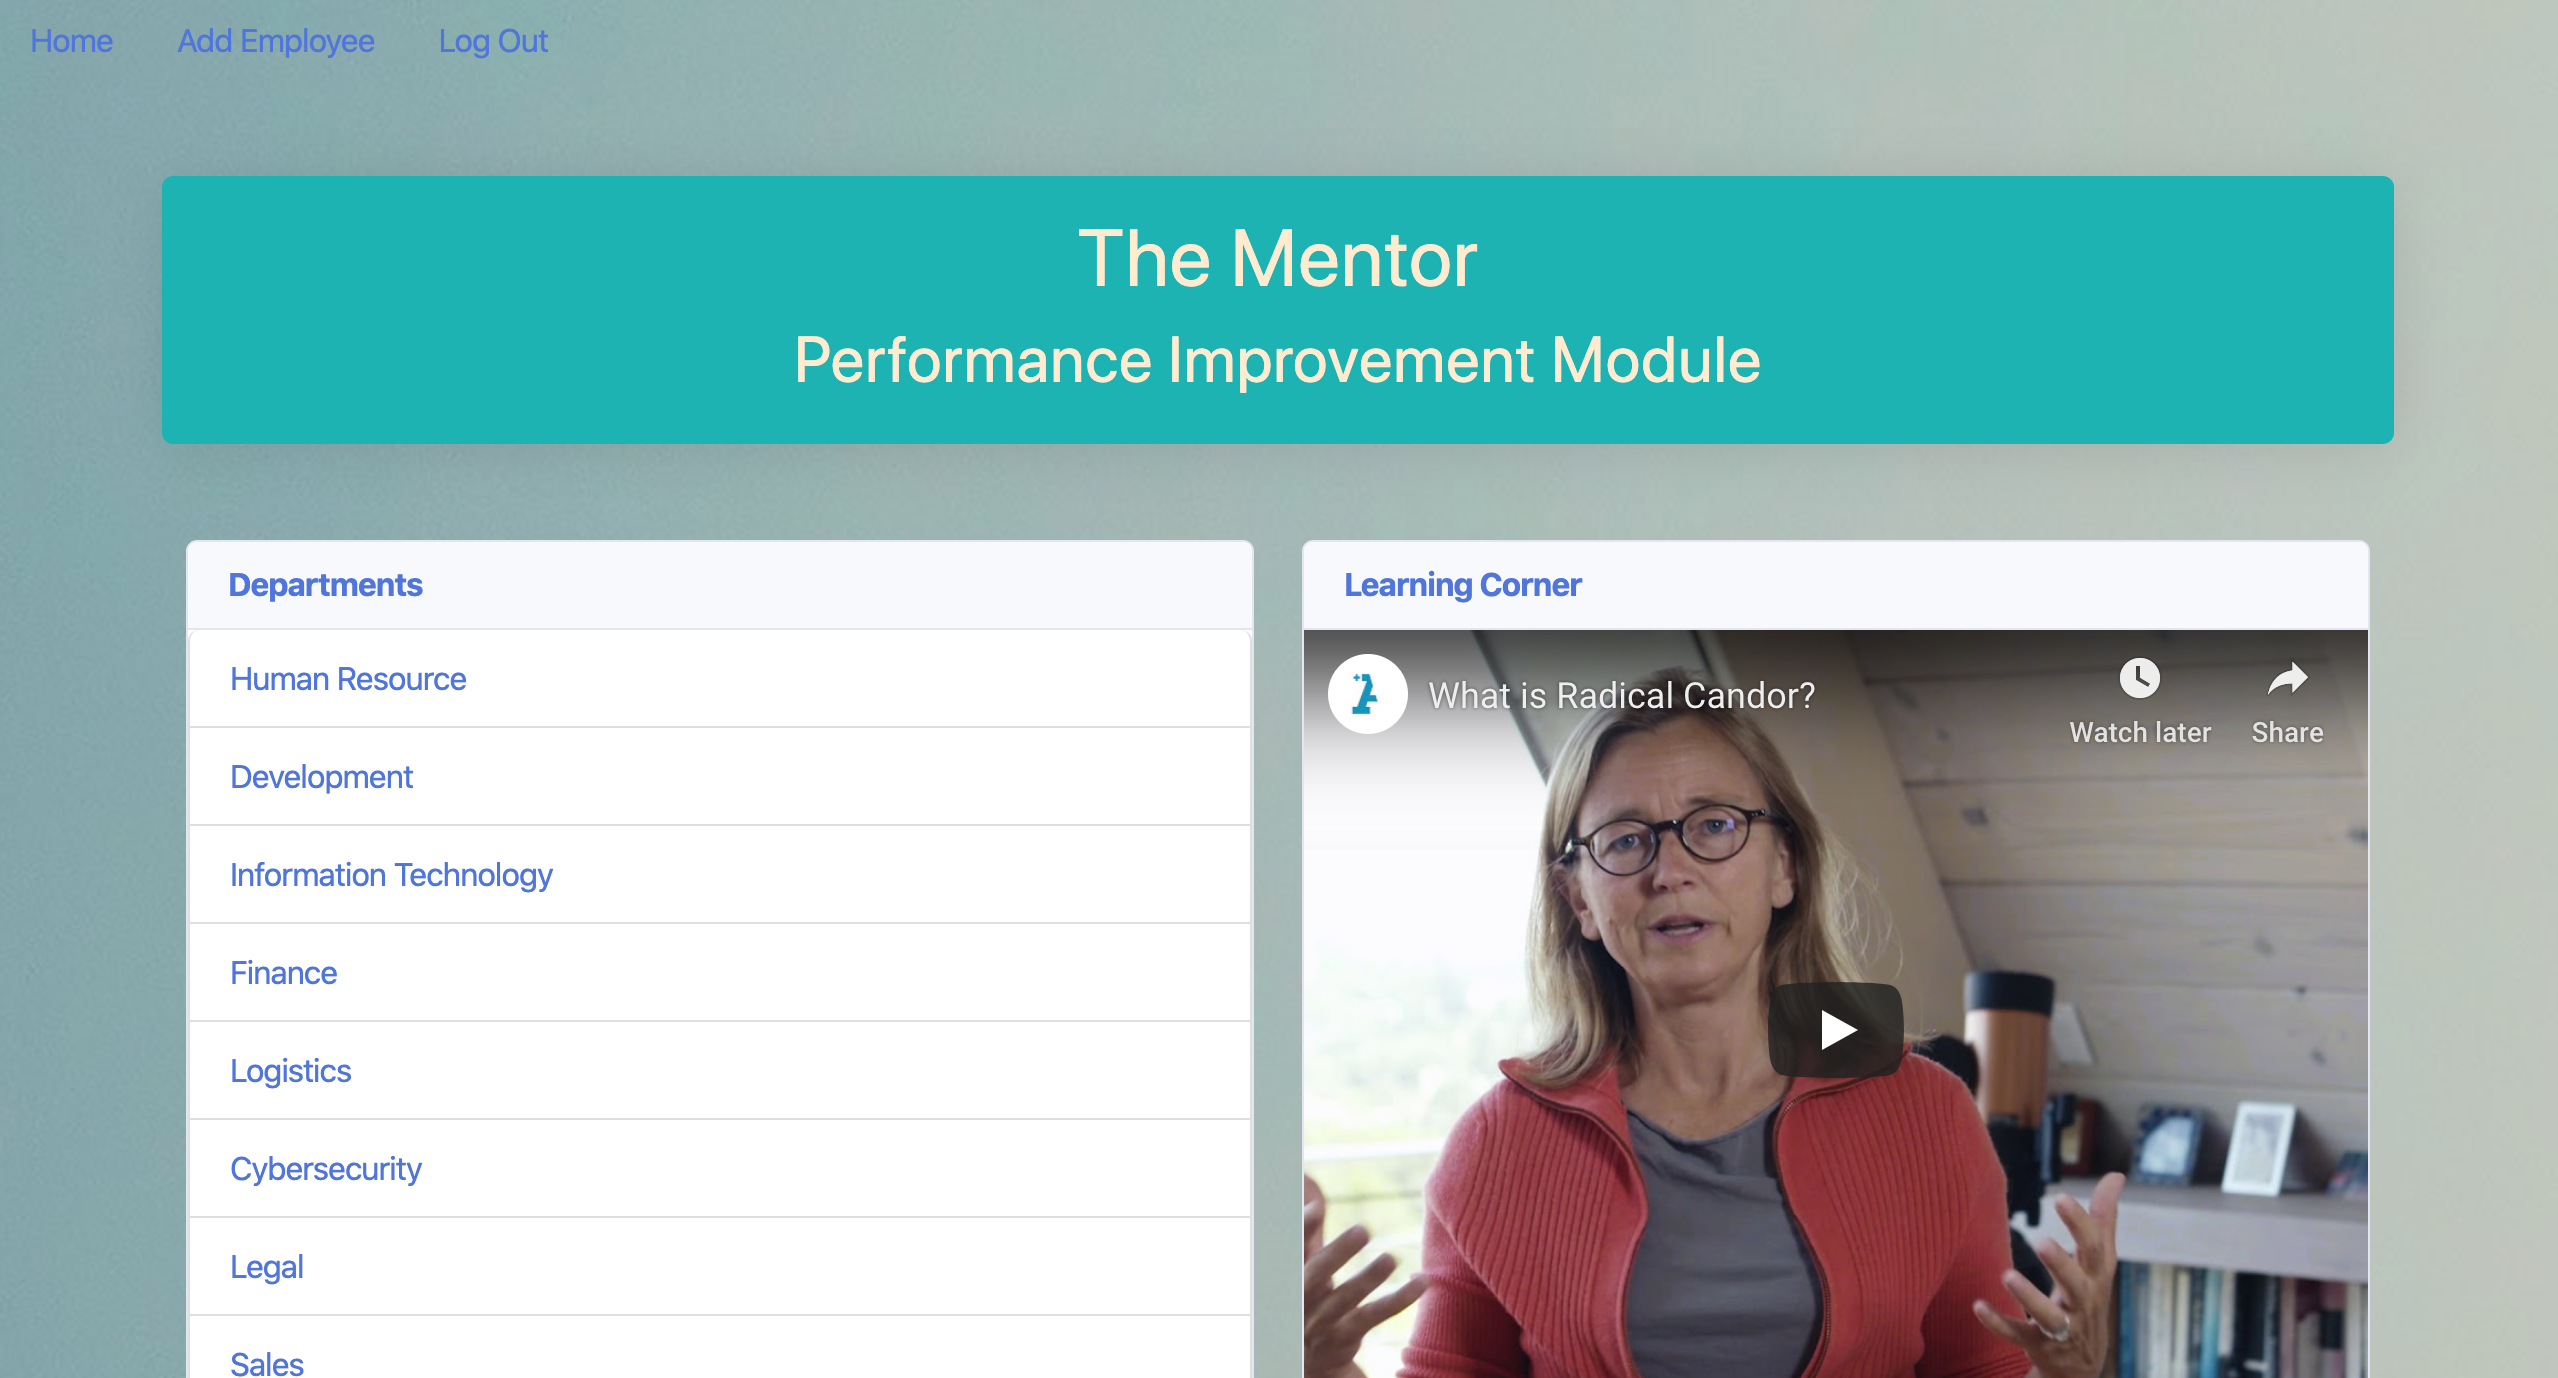 Home
Add Employee
Log Out
The Mentor
Performance Improvement Module
Departments
Human Resource
Development
Information Technology
Finance
Logistics
Cybersecurity
Legal
Sales
Learning Corner
What is Radical Candor?
Watch later
Share